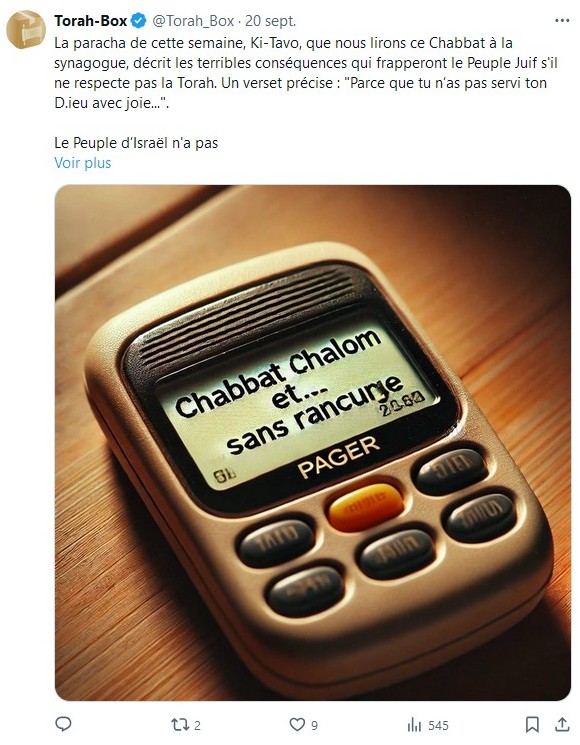 Torah-Box @Torah_Box · 20 sept.
La paracha de cette semaine, Ki-Tavo, que nous lirons ce Chabbat à la
synagogue, décrit les terribles conséquences qui frapperont le Peuple Juif s'il
ne respecte pas la Torah. Un verset précise : "Parce que tu n’as pas servi ton
D.ieu avec joie...".
Le Peuple d’Israël n'a pas
Voir plus
Chabbat Chalom
et...
sans rancune
PAGER
2
9
545